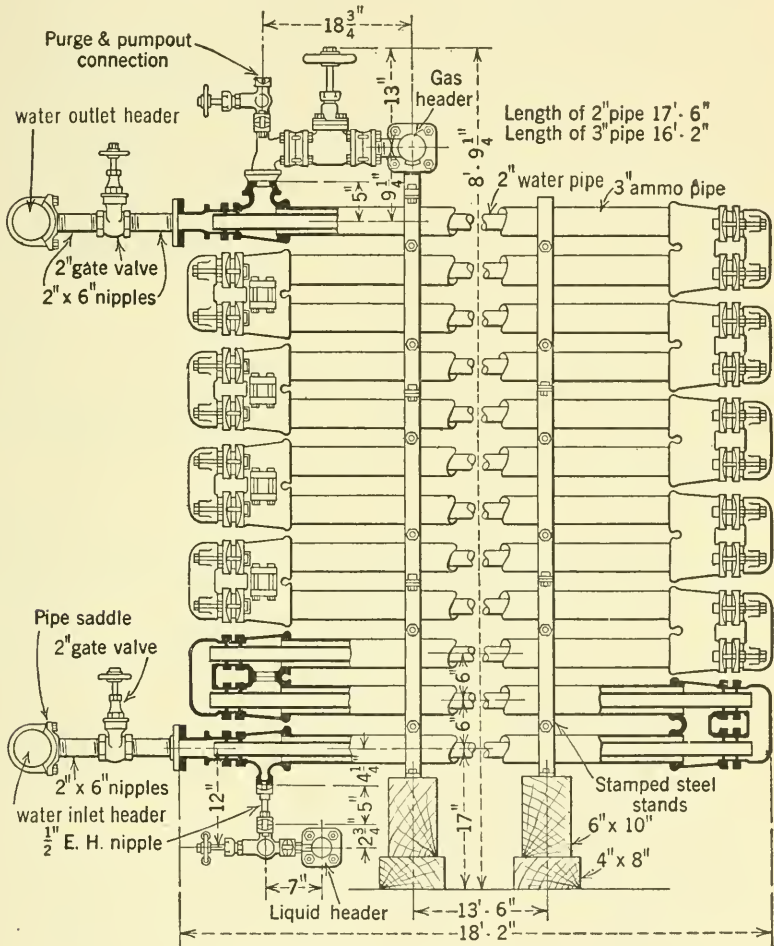 18 3/4"
Purge & pumpout
connection
Gas
header
13"
water outlet header
Length of 2" pipe 17'-6"
Length of 3" pipe 16'-2"
8'-9 1/4"
9 1/4"
5"
2" water pipe
3" ammo pipe
2" gate valve
2" x 6" nipples
Pipe saddle
2" gate valve
6"
6"
2" x 6" nipples
water inlet header
1/2" E. H. nipple
12"
4 1/4"
5"
2 3/4"
17"
Stamped steel
stands
6" x 10"
4" x 8"
7"
Liquid header
13'-6"
18'-2"